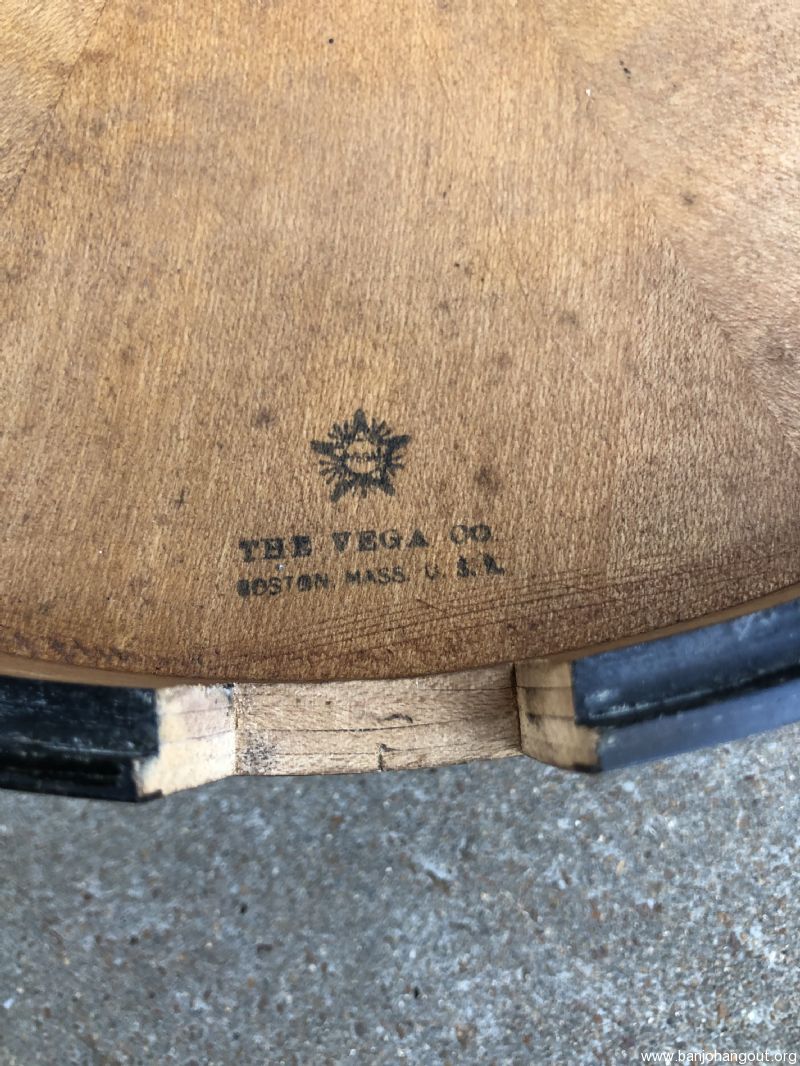 THE VEGA CO.
BOSTON, MASS. U.S.A.
www.banjohangout.org